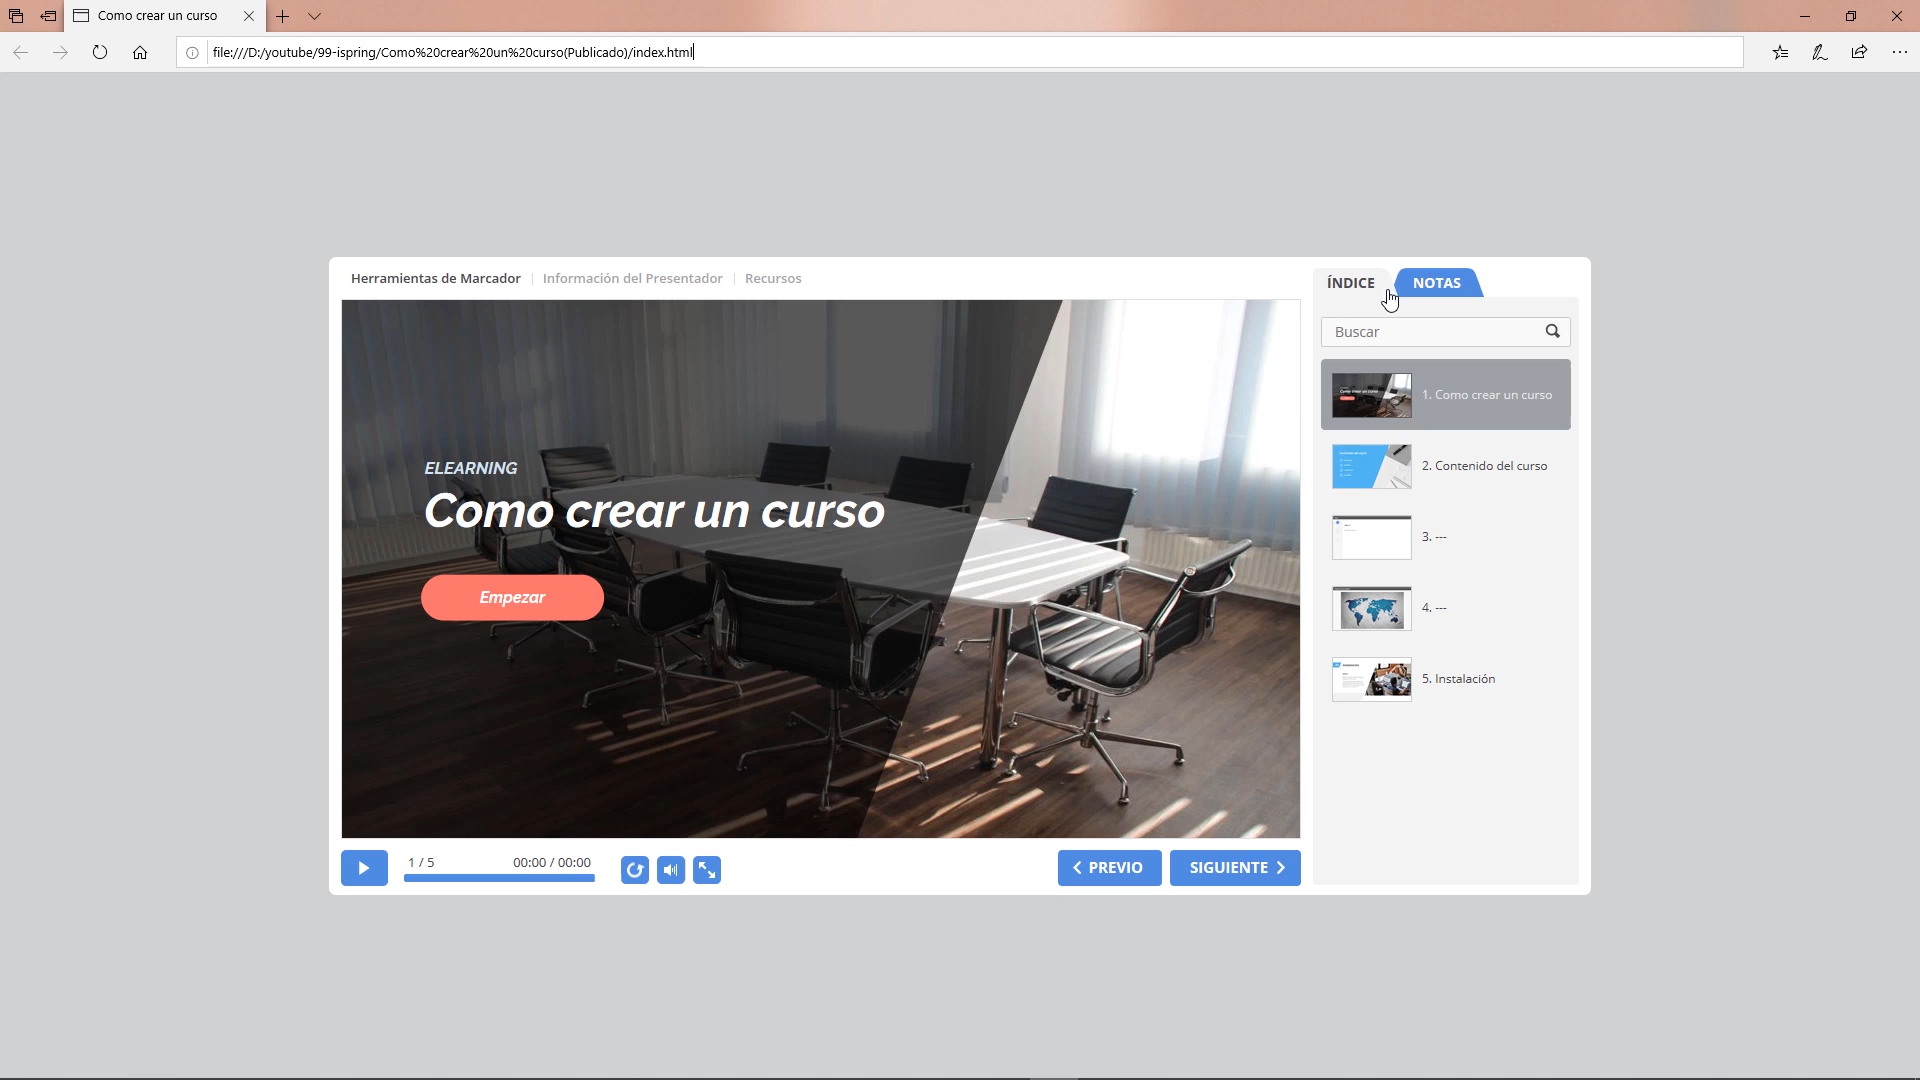 Como crear un curso
file:///D:/youtube/99-ispring/Como%20crear%20un%20curso(Publicado)/index.html
Herramientas de Marcador
Información del Presentador
Recursos
ELEARNING
Como crear un curso
Empezar
1 / 5
00:00 / 00:00
PREVIO
SIGUIENTE
ÍNDICE
NOTAS
Buscar
1. Como crear un curso
2. Contenido del curso
3. ---
4. ---
5. Instalación